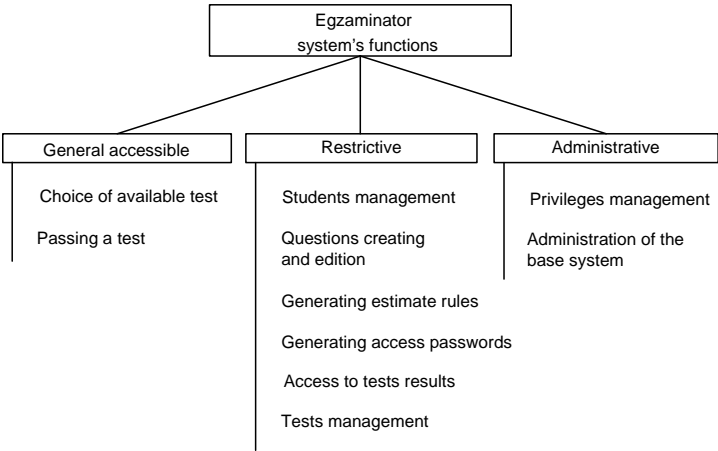 Egzaminator
system's functions
General accessible
Choice of available test
Passing a test
Restrictive
Students management
Questions creating
and edition
Generating estimate rules
Generating access passwords
Access to tests results
Tests management
Administrative
Privileges management
Administration of the
base system